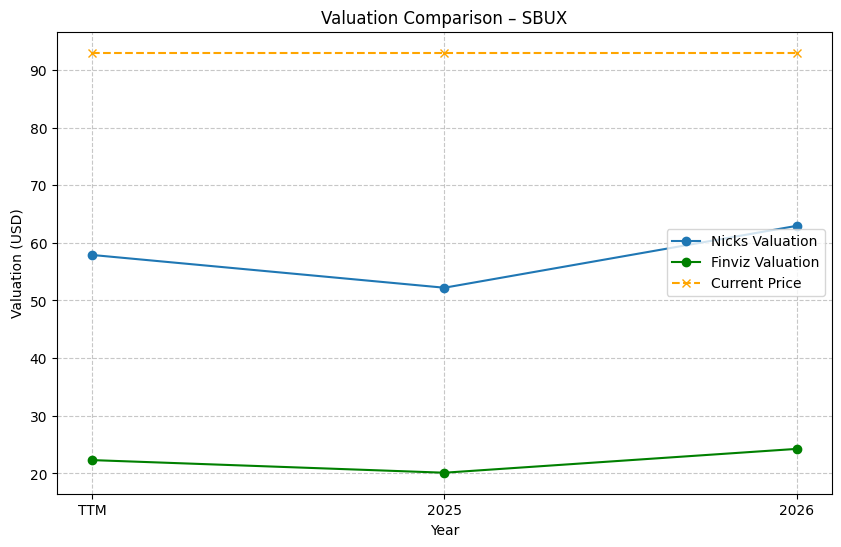 Valuation Comparison – SBUX
Valuation (USD)
90
80
70
60
50
40
30
20
Nicks Valuation
Finviz Valuation
Current Price
TTM
2025
2026
Year